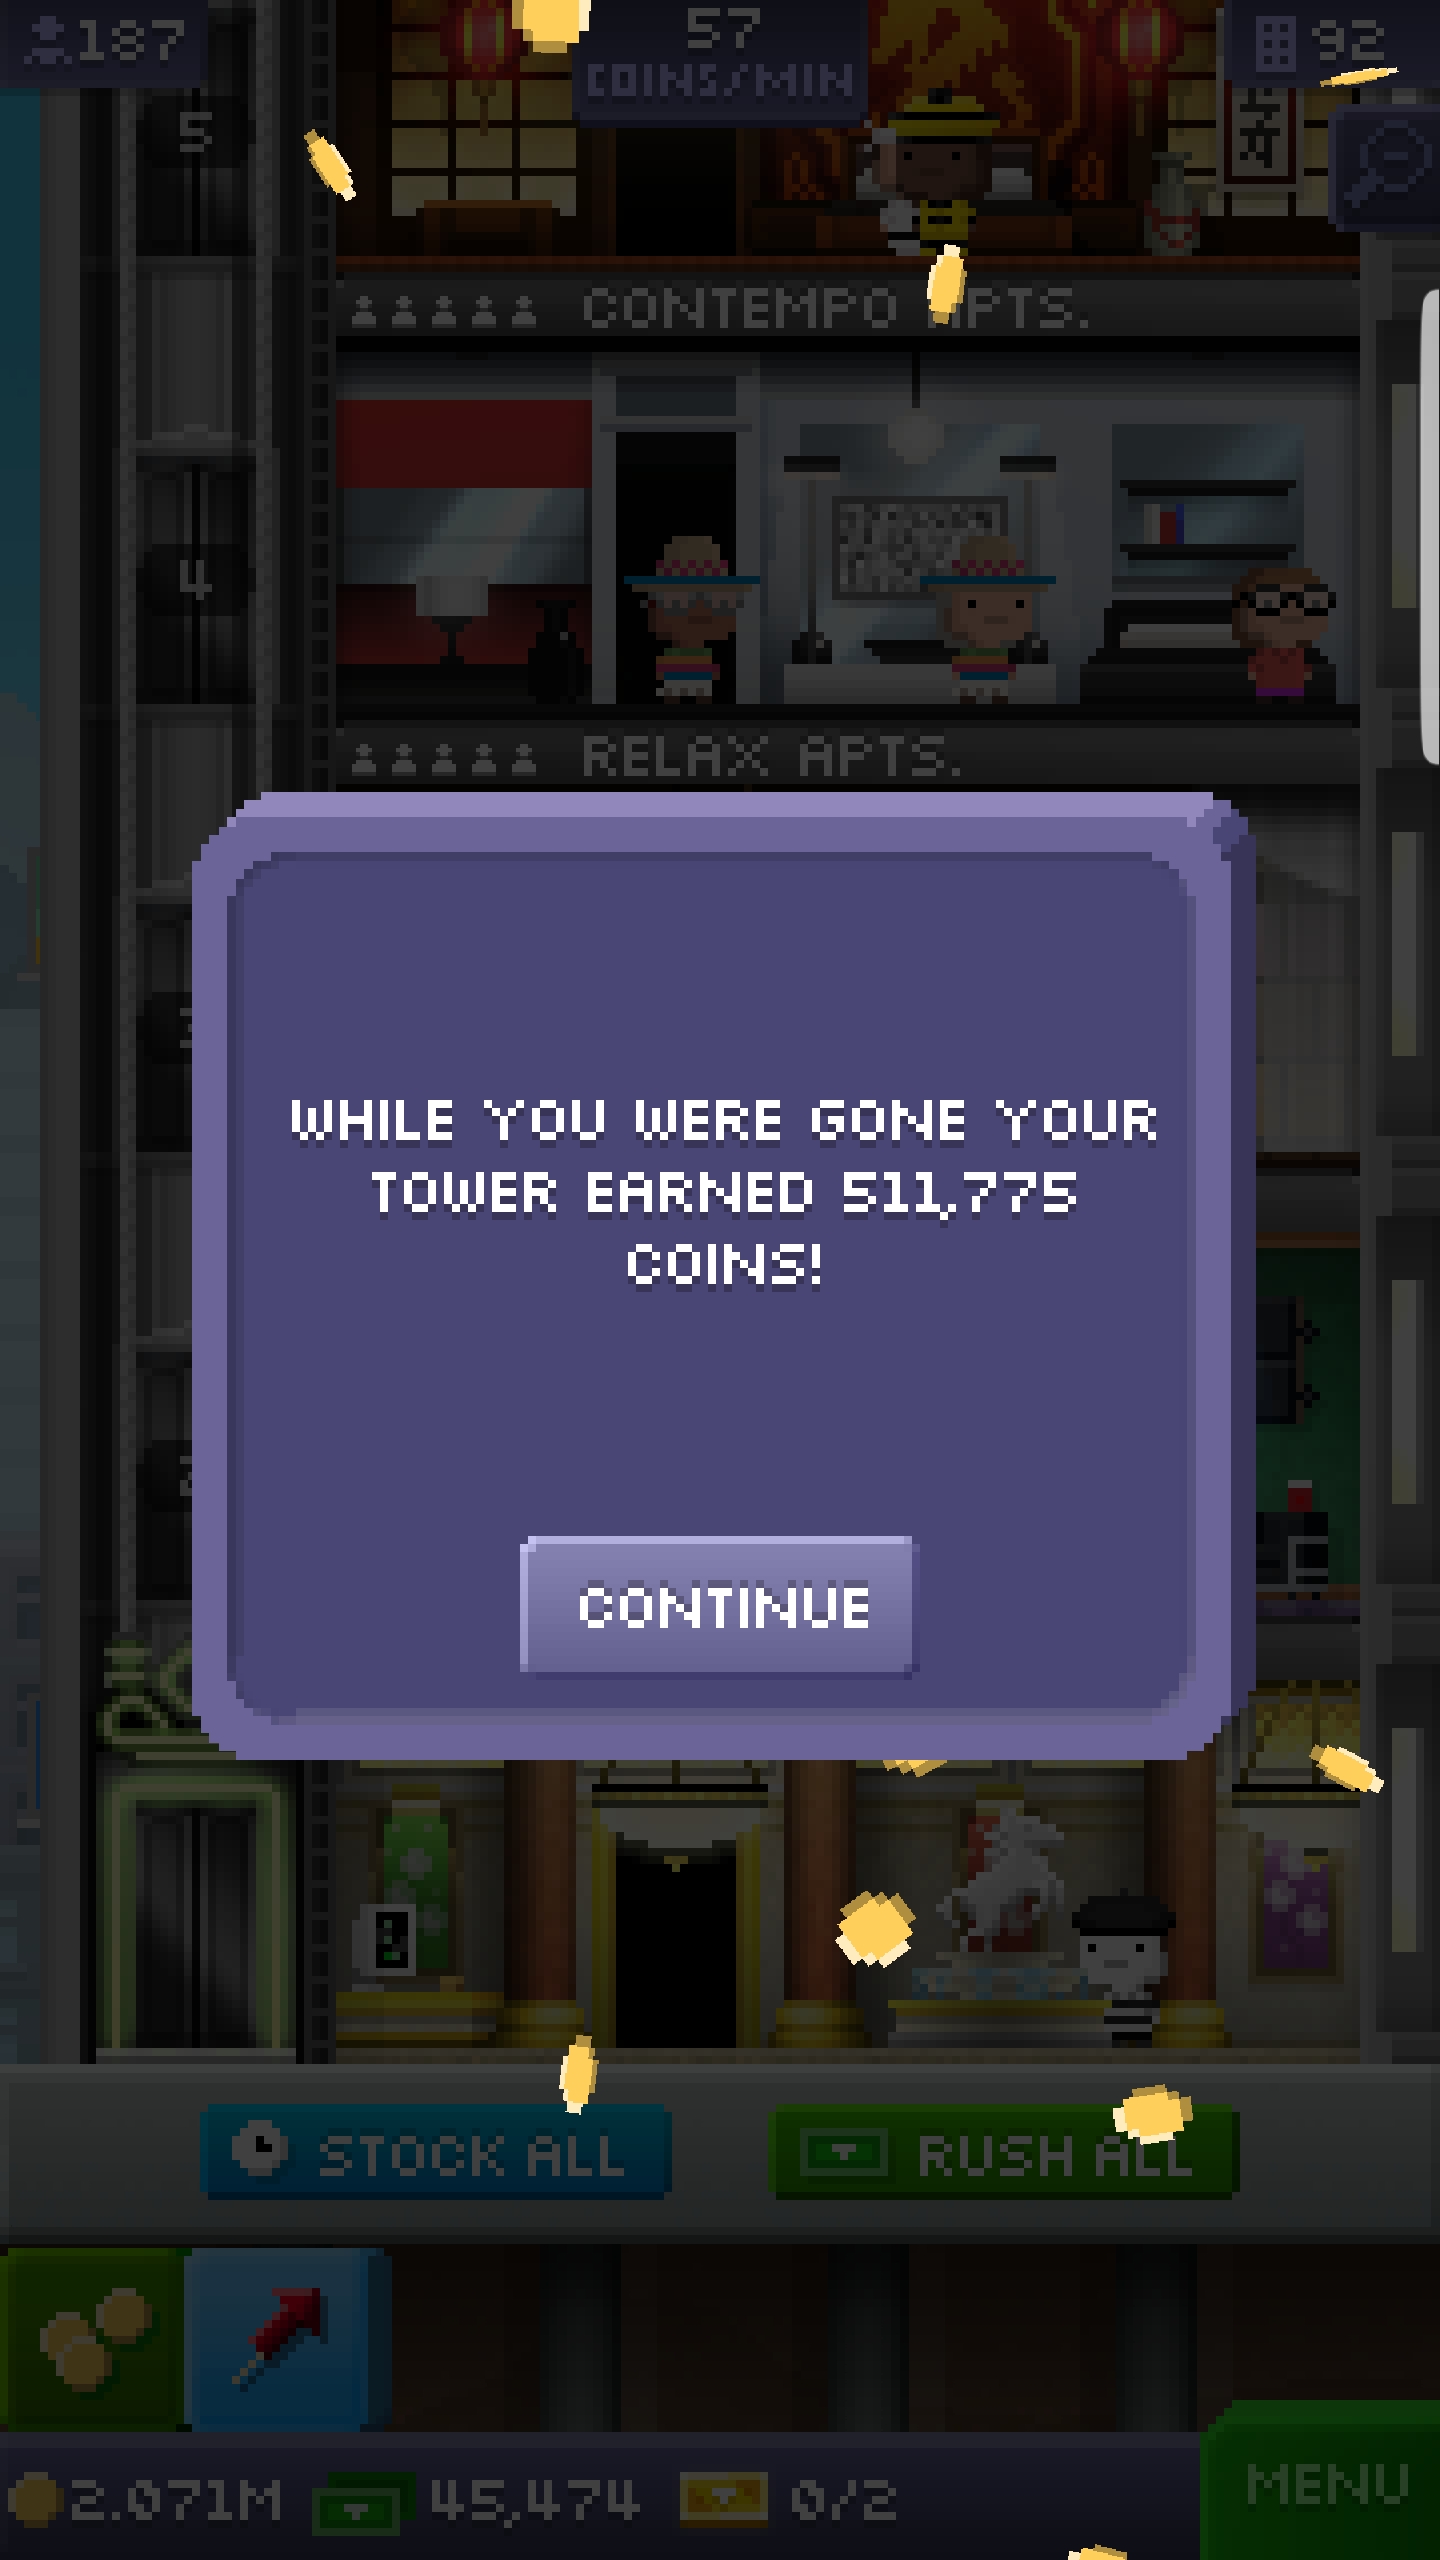 187
57
COINS/MIN
92
5
CONTEMPO APTS.
4
RELAX APTS.
WHILE YOU WERE GONE YOUR
TOWER EARNED 511,775
COINS!
CONTINUE
STOCK ALL
RUSH ALL
2.071M
45,474
0/2
MENU